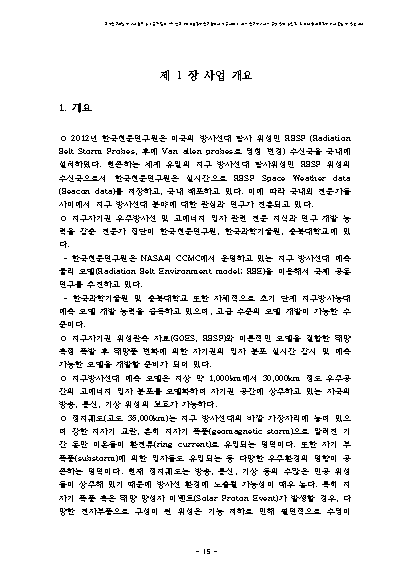 제 1 장 사업 개요
1. 개요
ㅇ 2012년 한국천문연구원은 미국의 방사선대 탐사 위성인 RBSP (Radiation
Belt Storm Probes, 후에 Van allen probes로 명칭 변경) 수신국을 국내에
설치하였다. 현존하는 세계 유일의 지구 방사선대 탐사위성인 RBSP 위성의
수신국으로서 한국천문연구원은 실시간으로 RBSP Space Weather data
(Beacon data)를 저장하고, 국내 배포하고 있다. 이에 따라 국내외 전문가들
사이에서 지구 방사선대 분야에 대한 관심과 연구가 진흥되고 있다.
ㅇ 지구자기권 우주방사선 및 고에너지 입자 관련 전문 지식과 연구 개발 능
력을 갖춘 전문가 집단이 한국천문연구원, 한국과학기술원, 충북대학교에 있
다.
- 한국천문연구원은 NASA의 CCMC에서 운영하고 있는 지구 방사선대 예측
물리 모델(Radiation Belt Environment model: RBE)을 이용해서 국제 공동
연구를 추진하고 있다.
- 한국과학기술원 및 충북대학교 또한 자체적으로 초기 단계 지구방사능대
예측 모델 개발 능력을 습득하고 있으며, 고급 수준의 모델 개발이 가능한 수
준이다.
ㅇ 지구자기권 위성관측 자료(GOES, RBSP)와 이론적인 모델을 결합한 태양
흑점 폭발 후 태양풍 변화에 의한 자기권의 입자 분포 실시간 감시 및 예측
가능한 모델을 개발할 준비가 되어 있다.
ㅇ 지구방사선대 예측 모델은 지상 약 1,000km에서 30,000km 정도 우주공
간의 고에너지 입자 분포를 모델화하여 자기권 공간에 상주하고 있는 자국의
방송, 통신, 기상 위성의 보호가 가능하다.
ㅇ 정지궤도(고도 36,000km)는 지구 방사선대의 바깥 가장자리에 놓여 있으
며 강한 지자기 교란, 흔히 지자기 폭풍(geomagnetic storm)으로 알려진 기
간 동안 이온들이 환전류(ring current)로 유입되는 영역이다. 또한 자기 부
폭풍(substorm)에 의한 입자들도 유입되는 등 다양한 우주환경의 영향이 공
존하는 영역이다. 현재 정지궤도는 방송, 통신, 기상 등의 수많은 인공 위성
들이 상주해 있기 때문에 방사선 환경에 노출될 가능성이 매우 높다. 특히 지
자기 폭풍 혹은 태양 양성자 이벤트(Solar Proton Event)가 발생할 경우, 다
양한 전자부품으로 구성이 된 위성은 기능 저하로 인해 필연적으로 수명이
- 15 -